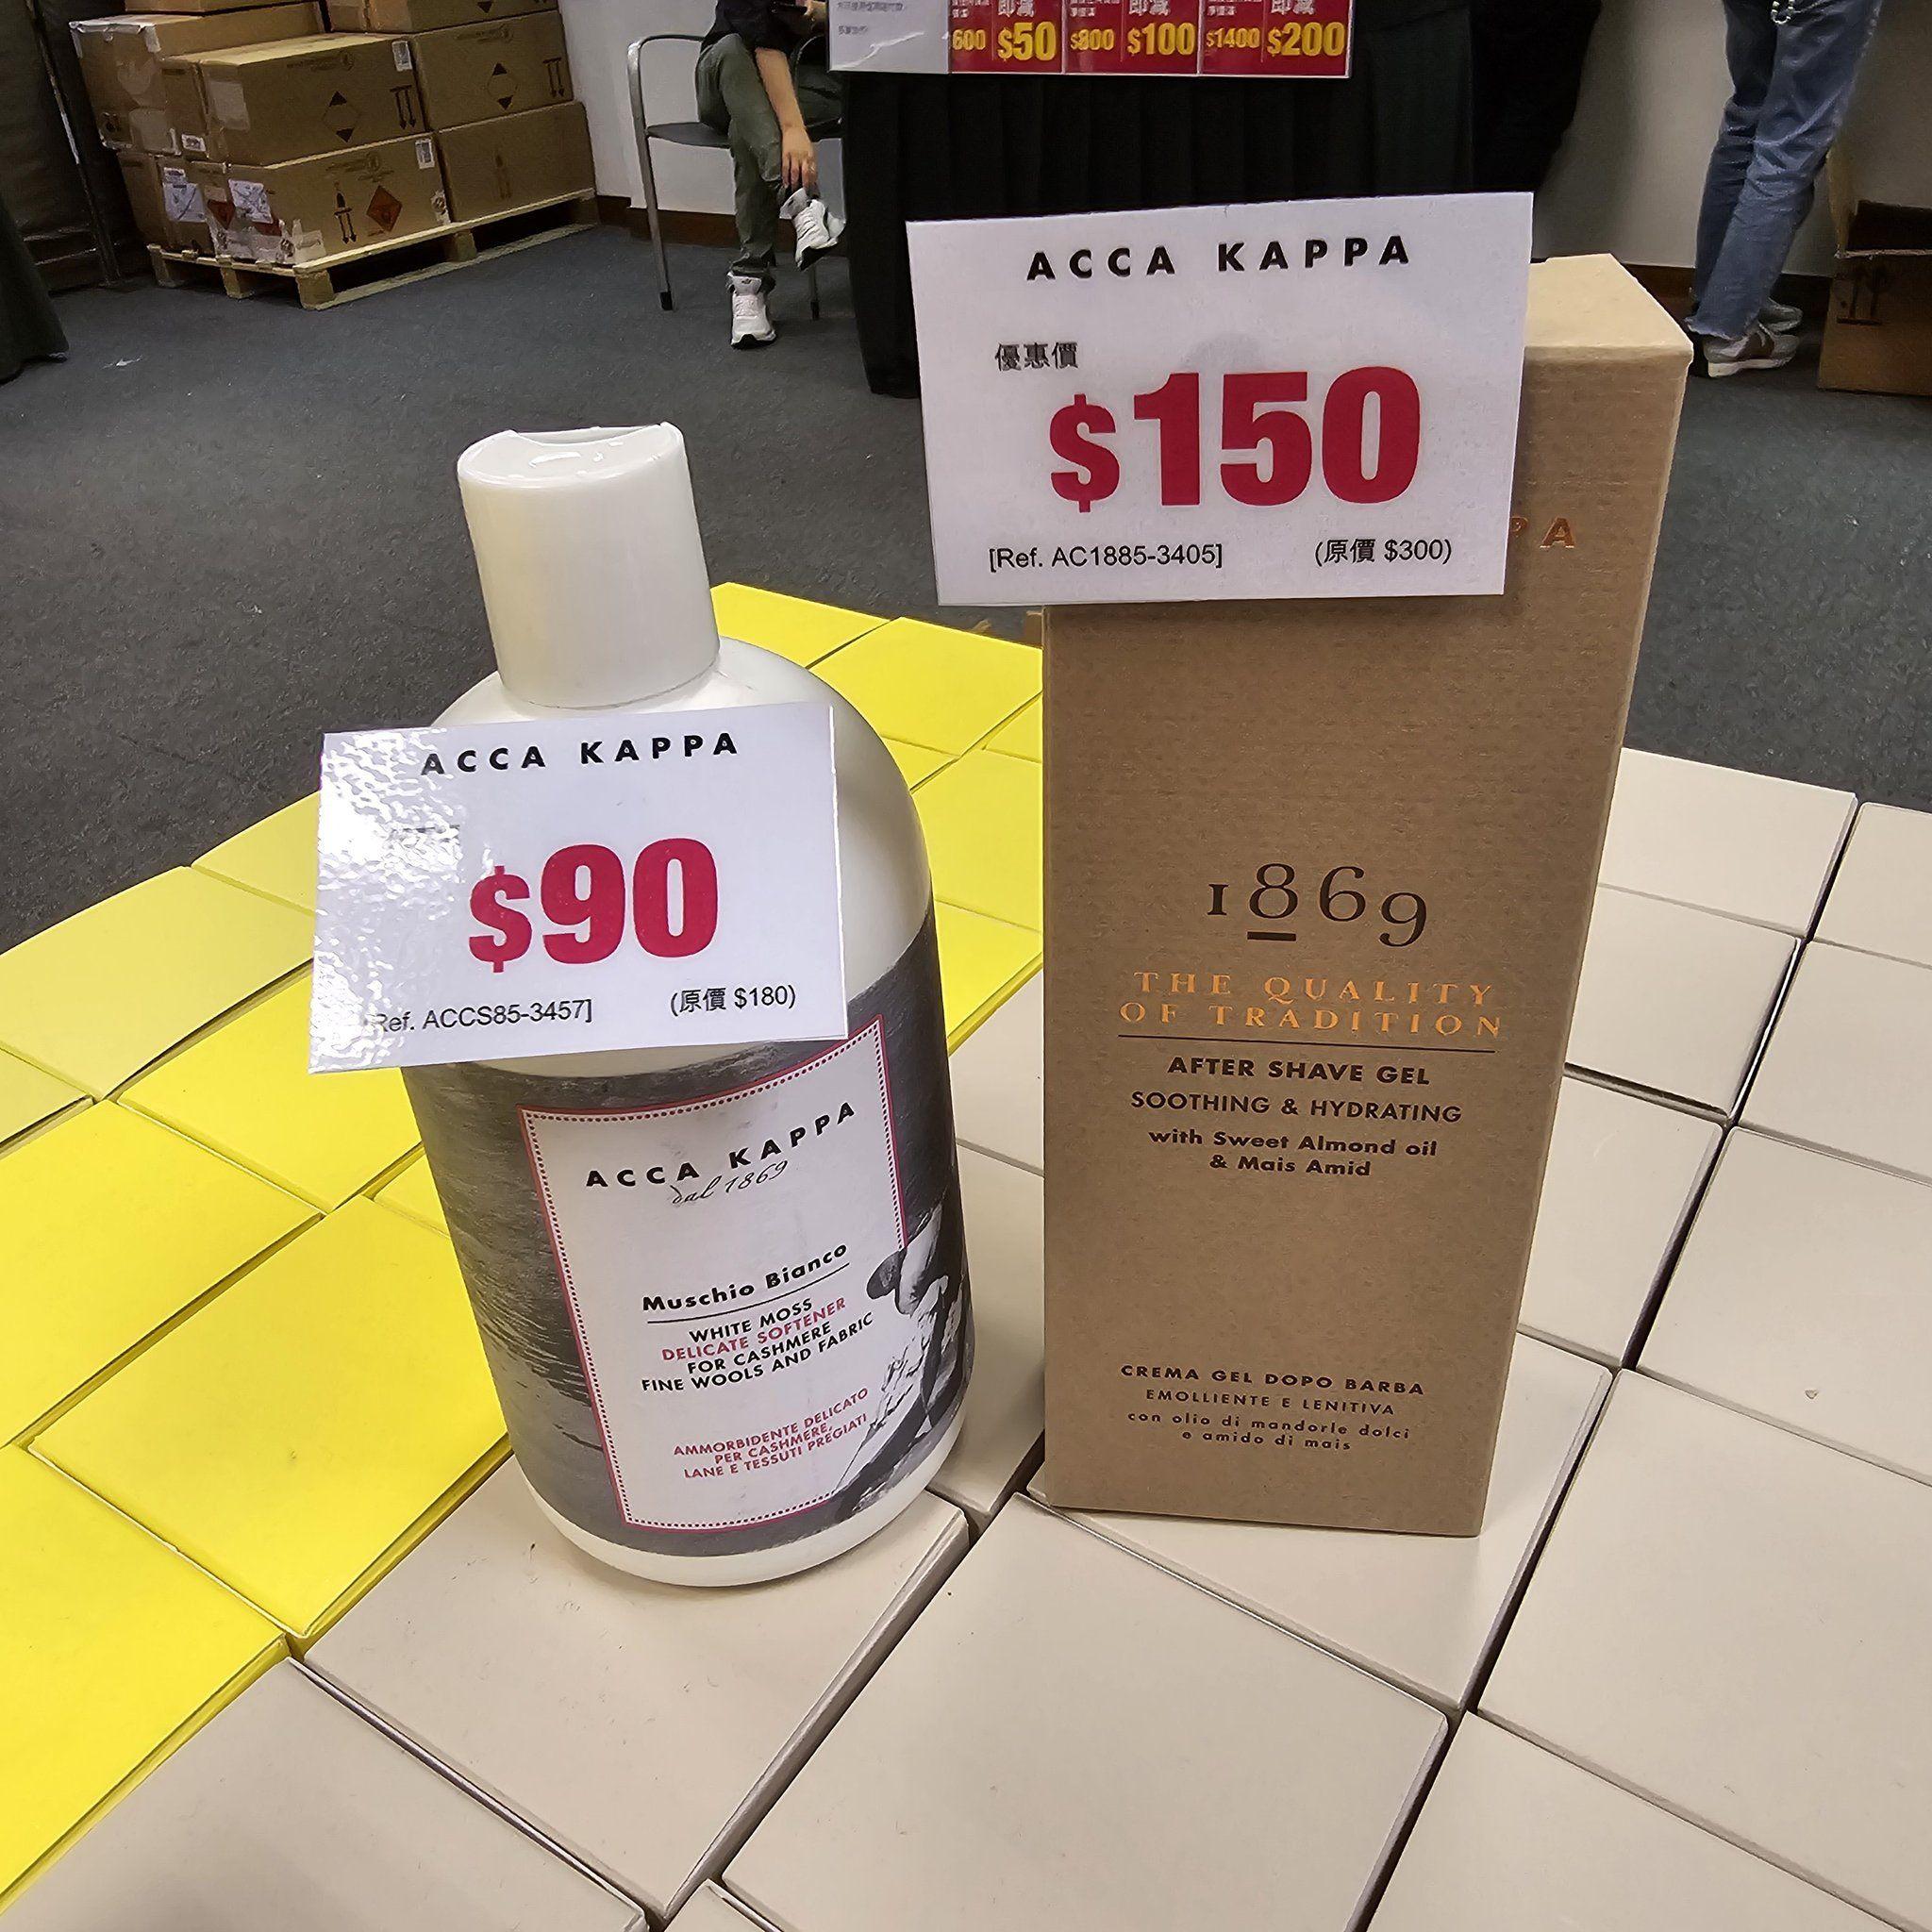 即減
即減
即減
600 $50
$800 $100
$1400 $200
ACCA KAPPA
優惠價
$150
[Ref. AC1885-3405] (原價 $300)
PA
1869
THE QUALITY
OF TRADITION
AFTER SHAVE GEL
SOOTHING & HYDRATING
with Sweet Almond oil
& Mais Amid
CREMA GEL DOPO BARBA
EMOLLIENTE E LENITIVA
con olio di mandorle dolci
e amido di mais
ACCA KAPPA
$90
Ref. ACCS85-3457] (原價 $180)
ACCA KAPPA
dal 1869
Muschio Bianco
WHITE MOSS
DELICATE SOFTENER
FOR CASHMERE
FINE WOOLS AND FABRIC
AMMORBIDENTE DELICATO
PER CASHMERE,
LANE E TESSUTI PREGIATI